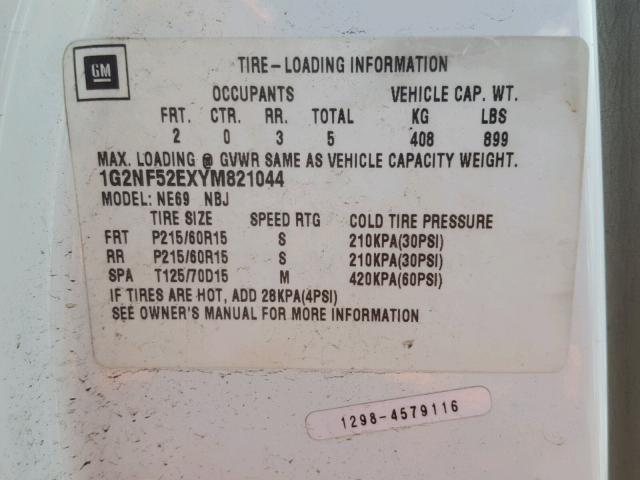 GM
TIRE-LOADING INFORMATION
OCCUPANTS VEHICLE CAP. WT.
FRT. CTR. RR. TOTAL KG LBS
2 0 3 5 408 899
MAX. LOADING @ GVWR SAME AS VEHICLE CAPACITY WEIGHT.
1G2NF52EXYM821044
MODEL: NE69 NBJ
TIRE SIZE SPEED RTG COLD TIRE PRESSURE
FRT P215/60R15 S 210KPA(30PSI)
RR P215/60R15 S 210KPA(30PSI)
SPA T125/70D15 M 420KPA(60PSI)
IF TIRES ARE HOT, ADD 28KPA(4PSI)
SEE OWNER'S MANUAL FOR MORE INFORMATION
1298-4579116